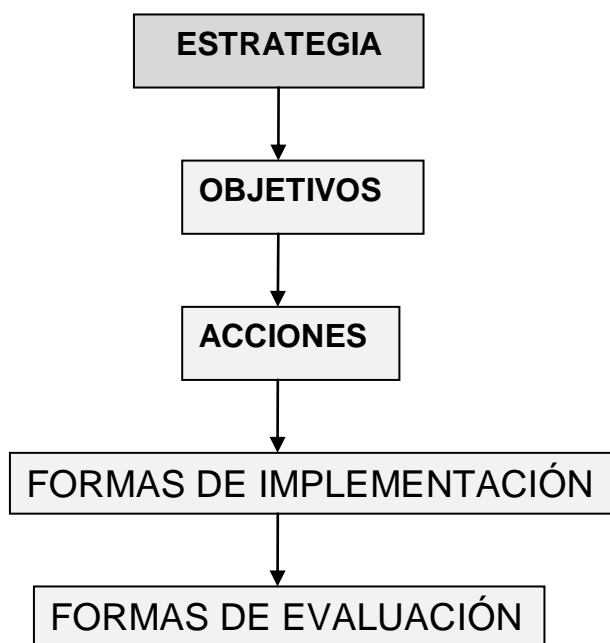 ESTRATEGIA
OBJETIVOS
ACCIONES
FORMAS DE IMPLEMENTACIÓN
FORMAS DE EVALUACIÓN